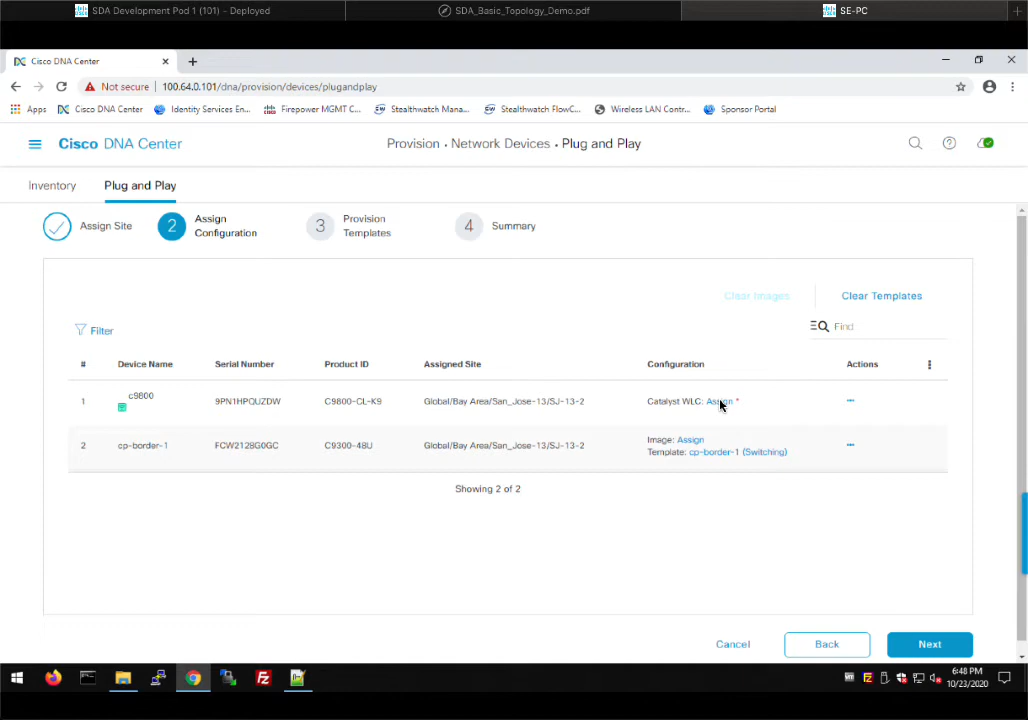 SDA Development Pod 1 (101) - Deployed
SDA_Basic_Topology_Demo.pdf
SE-PC
Cisco DNA Center
Not secure | 100.64.0.101/dna/provision/devices/plugandplay
Apps
Cisco DNA Center
Identity Services En...
Firepower MGMT C...
Stealthwatch Mana...
Stealthwatch FlowC...
Wireless LAN Contr...
Sponsor Portal
Cisco DNA Center
Provision • Network Devices • Plug and Play
Inventory
Plug and Play
Assign Site
2
Assign
Configuration
3
Provision
Templates
4
Summary
Clear Images
Clear Templates
Filter
Find
# Device Name Serial Number Product ID Assigned Site Configuration Actions
1 c9800 9PN1HPQUZDW C9800-CL-K9 Global/Bay Area/San_Jose-13/SJ-13-2 Catalyst WLC: Assign *
2 cp-border-1 FCW2128G0GC C9300-48U Global/Bay Area/San_Jose-13/SJ-13-2 Image: Assign
Template: cp-border-1 (Switching)
Showing 2 of 2
Cancel
Back
Next
6:48 PM
10/23/2020